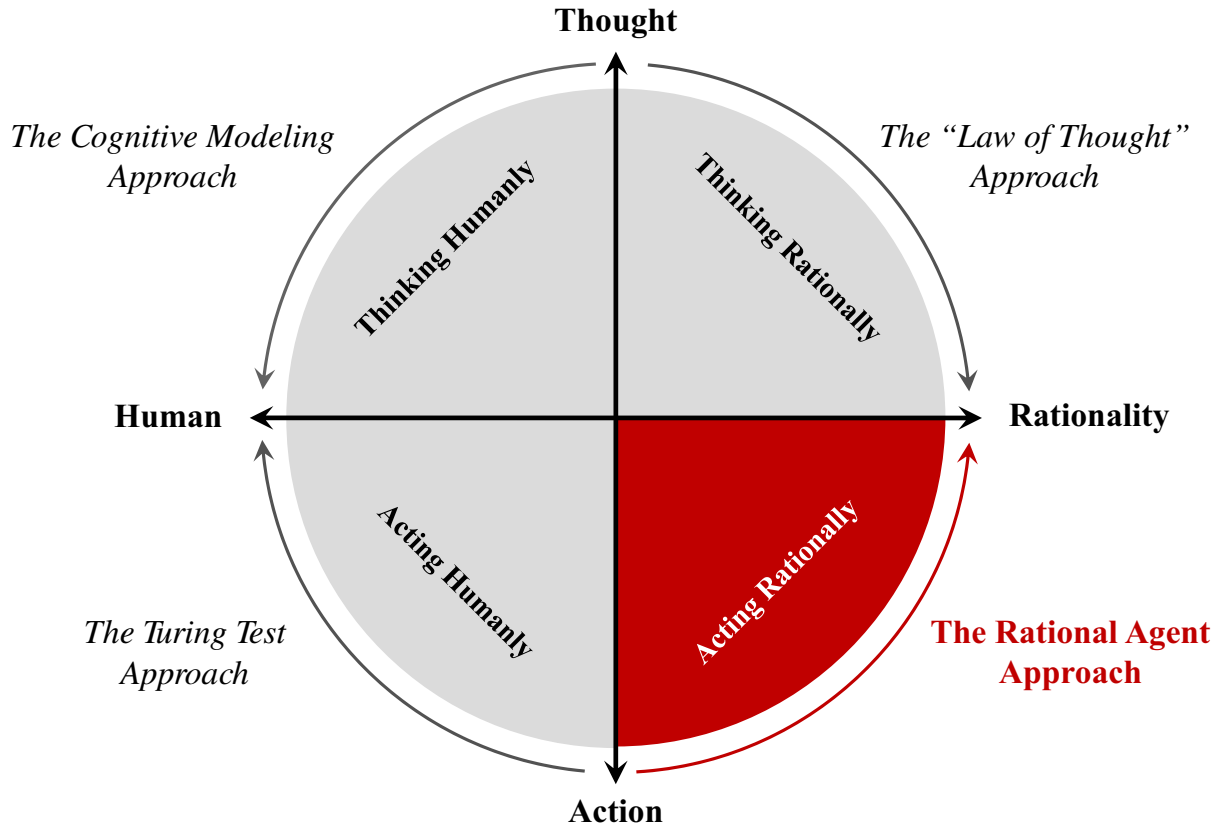 Thought
The Cognitive Modeling
Approach
The “Law of Thought”
Approach
Thinking Humanly
Thinking Rationally
Human
Rationality
Acting Humanly
Acting Rationally
The Turing Test
Approach
The Rational Agent
Approach
Action